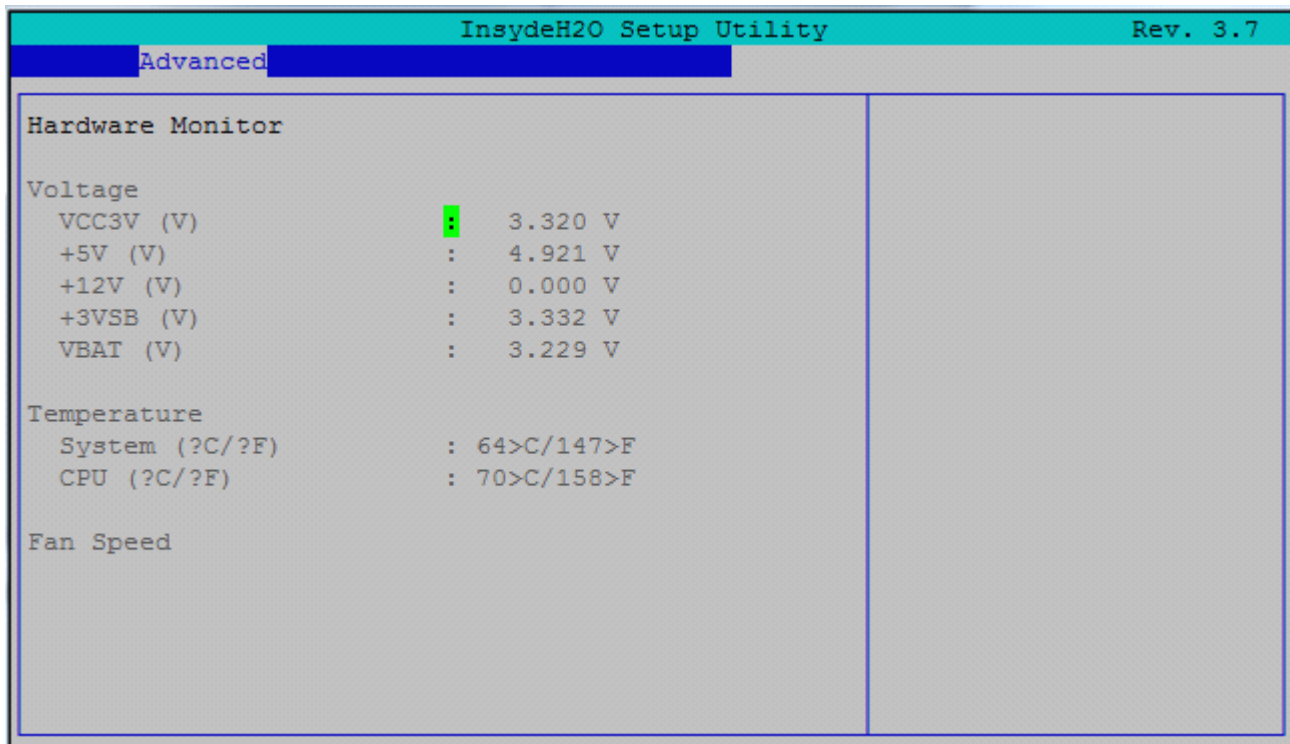 InsydeH2O Setup Utility Rev. 3.7
Advanced
Hardware Monitor
Voltage
VCC3V (V) : 3.320 V
+5V (V) : 4.921 V
+12V (V) : 0.000 V
+3VSB (V) : 3.332 V
VBAT (V) : 3.229 V
Temperature
System (?C/?F) : 64>C/147>F
CPU (?C/?F) : 70>C/158>F
Fan Speed